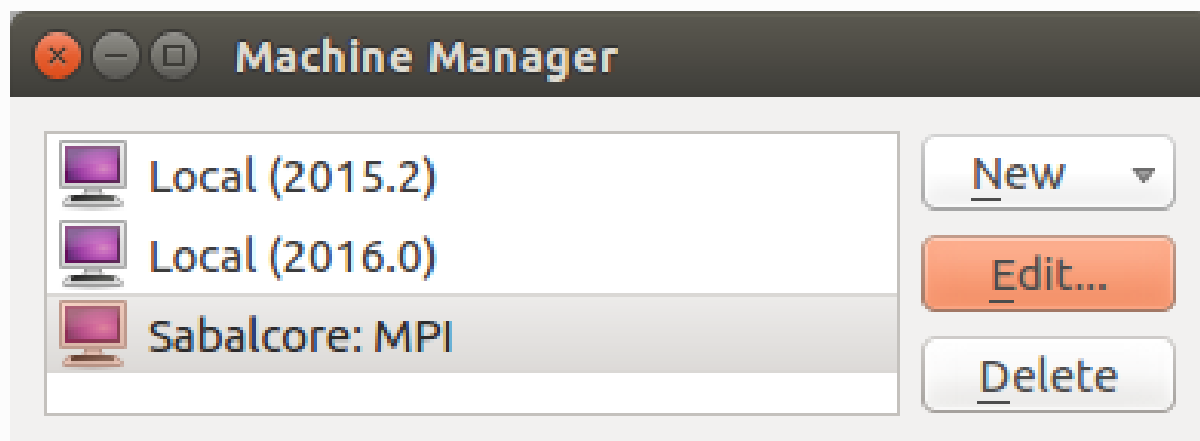 Machine Manager
Local (2015.2)
Local (2016.0)
Sabalcore: MPI
New
Edit...
Delete